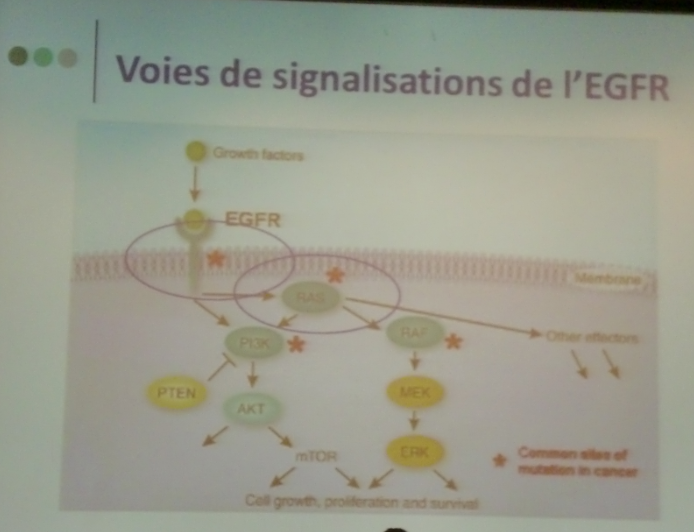 Voies de signalisations de l'EGFR
Growth factors
EGFR
Membrane
RAS
PI3K
RAF
Other effectors
PTEN
AKT
MEK
mTOR
ERK
Common sites of
mutation in cancer
Cell growth, proliferation and survival